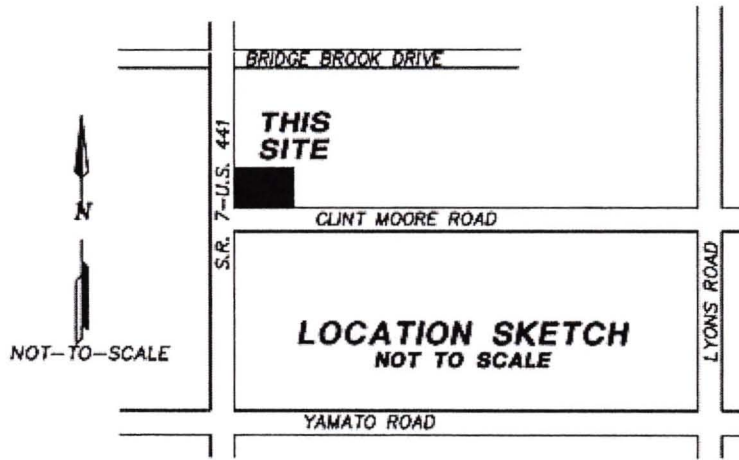 BRIDGE BROOK DRIVE
THIS
SITE
S.R. 7-U.S. 441
N
CLINT MOORE ROAD
LOCATION SKETCH
NOT TO SCALE
NOT-TO-SCALE
LYONS ROAD
YAMATO ROAD